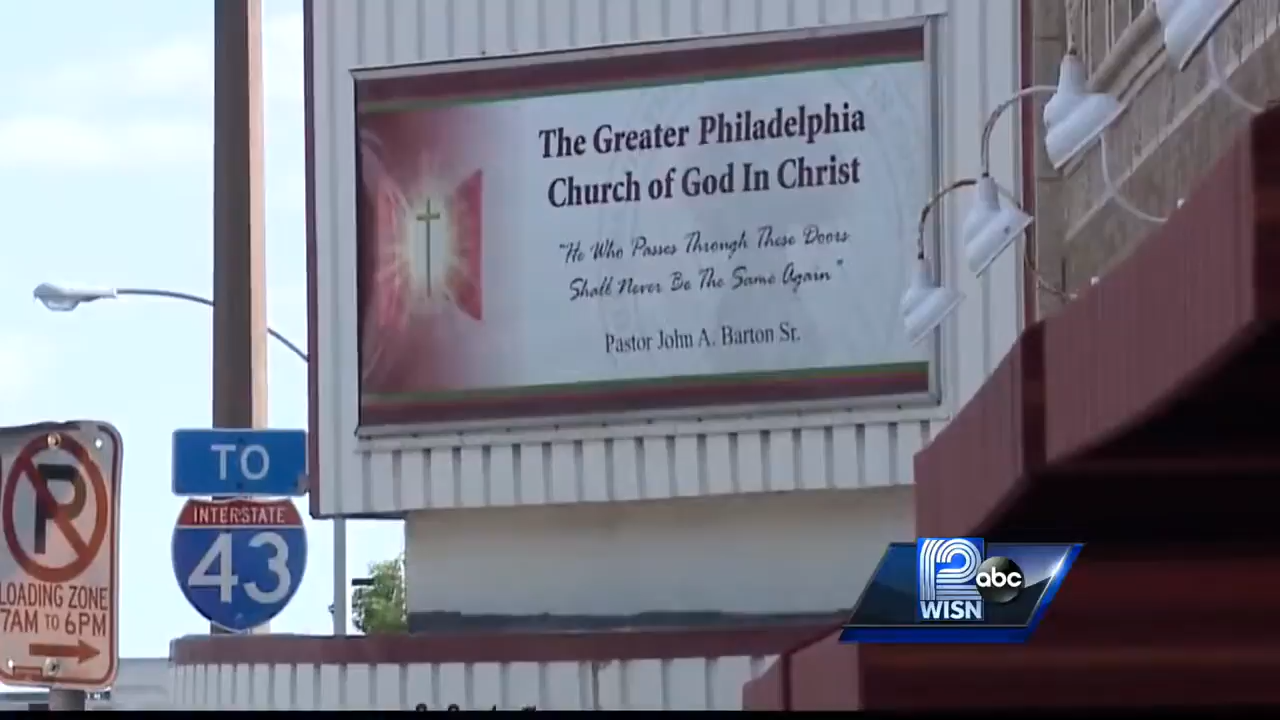 The Greater Philadelphia
Church of God In Christ
"He Who Passes Through These Doors
Shall Never Be The Same Again"
Pastor John A. Barton Sr.
TO
INTERSTATE
43
P
LOADING ZONE
7AM TO 6PM
12
WISN
abc